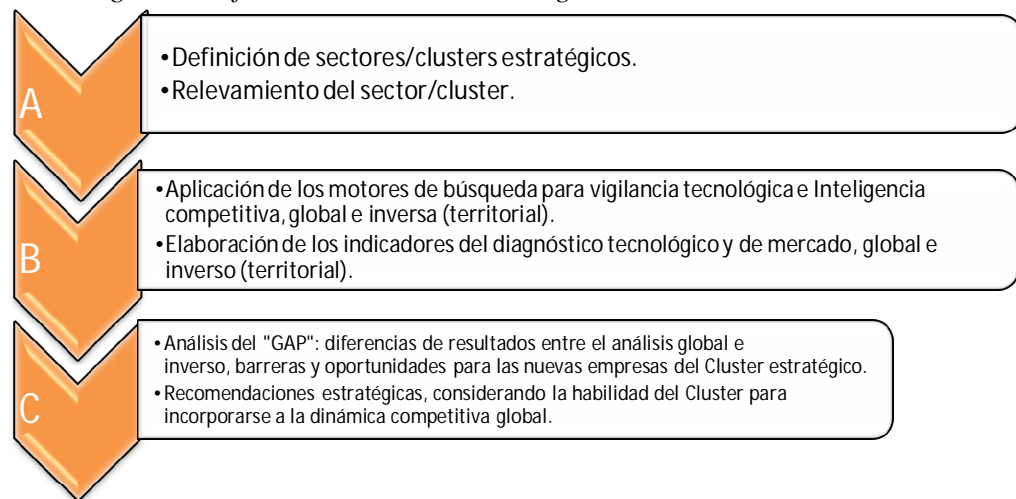 A
•Definición de sectores/clusters estratégicos.
•Relevamiento del sector/cluster.
B
•Aplicación de los motores de búsqueda para vigilancia tecnológica e Inteligencia
competitiva, global e inversa (territorial).
•Elaboración de los indicadores del diagnóstico tecnológico y de mercado, global e
inverso (territorial).
C
•Análisis del "GAP": diferencias de resultados entre el análisis global e
inverso, barreras y oportunidades para las nuevas empresas del Cluster estratégico.
•Recomendaciones estratégicas, considerando la habilidad del Cluster para
incorporarse a la dinámica competitiva global.